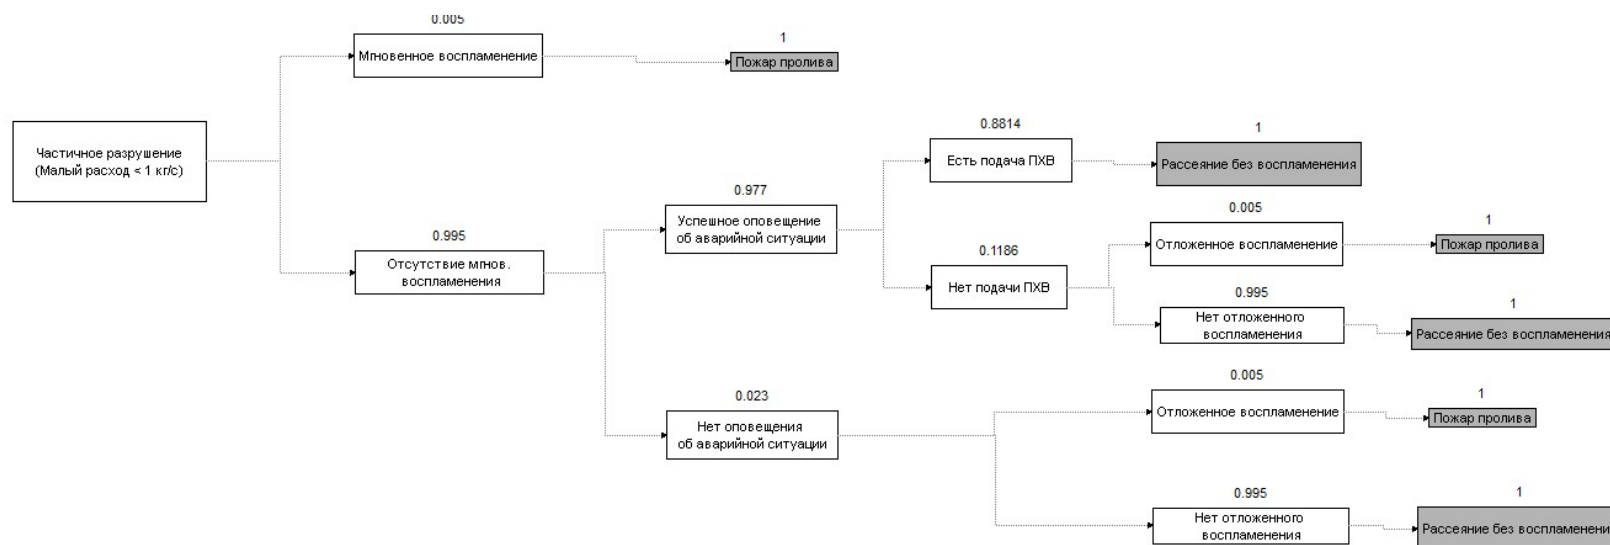 0.005
Мгновенное воспламенение
1
Пожар пролива
Частичное разрушение
(Малый расход < 1 кг/с)
0.995
Отсутствие мгнов.
воспламенения
0.977
Успешное оповещение
об аварийной ситуации
0.8814
Есть подача ПХВ
1
Рассеяние без воспламенения
0.1186
Нет подачи ПХВ
0.005
Отложенное воспламенение
1
Пожар пролива
0.995
Нет отложенного
воспламенения
1
Рассеяние без воспламенения
0.023
Нет оповещения
об аварийной ситуации
0.005
Отложенное воспламенение
1
Пожар пролива
0.995
Нет отложенного
воспламенения
1
Рассеяние без воспламенени